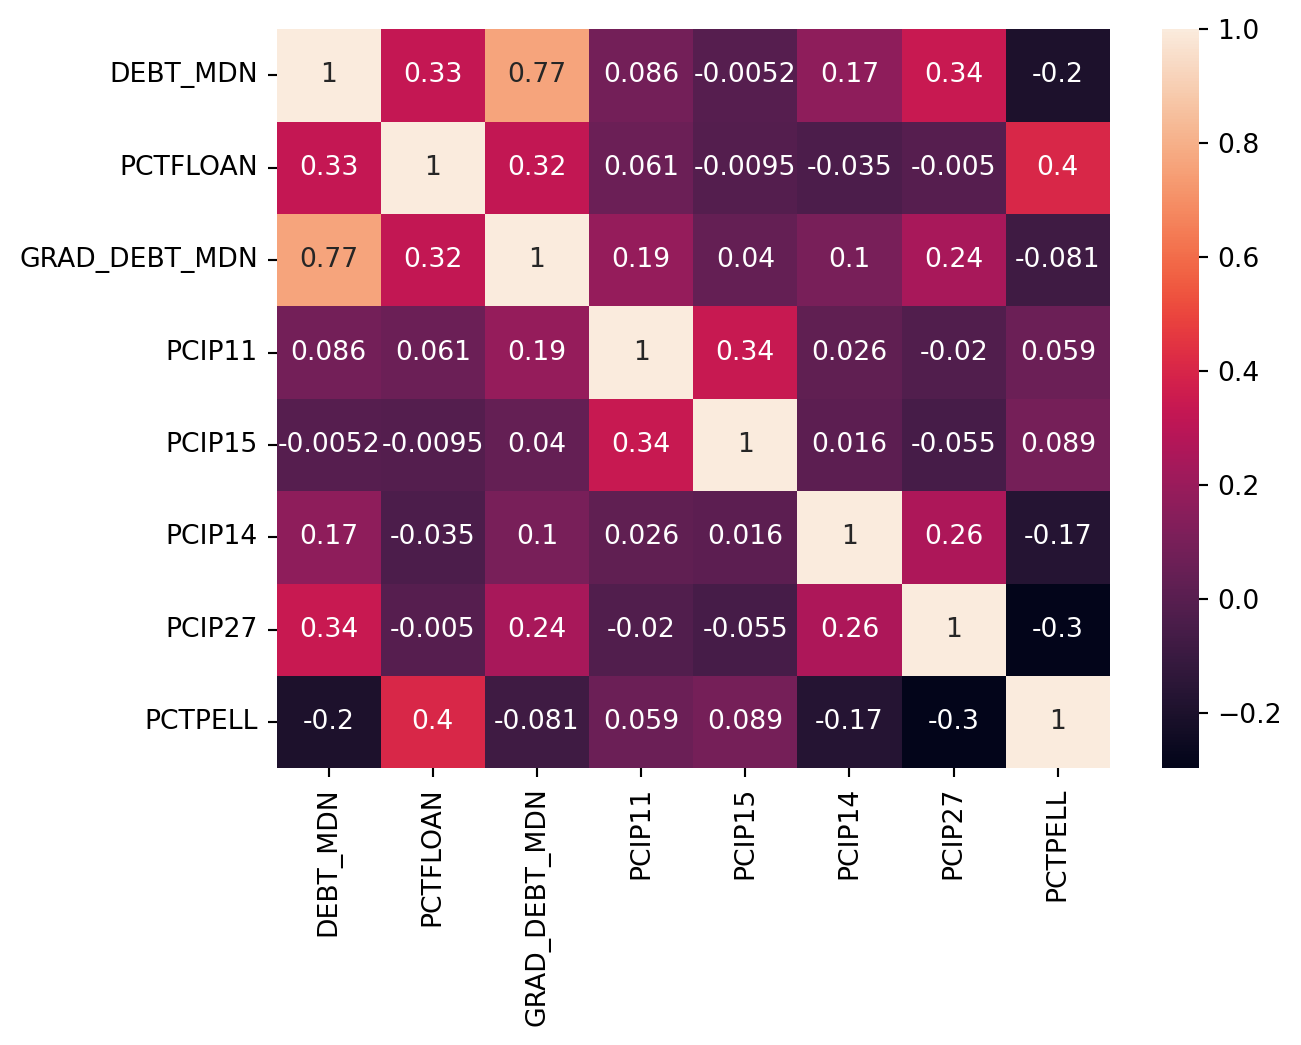 DEBT_MDN 1 0.33 0.77 0.086 -0.0052 0.17 0.34 -0.2
PCTFLOAN 0.33 1 0.32 0.061 -0.0095 -0.035 -0.005 0.4
GRAD_DEBT_MDN 0.77 0.32 1 0.19 0.04 0.1 0.24 -0.081
PCIP11 0.086 0.061 0.19 1 0.34 0.026 -0.02 0.059
PCIP15 -0.0052 -0.0095 0.04 0.34 1 0.016 -0.055 0.089
PCIP14 0.17 -0.035 0.1 0.026 0.016 1 0.26 -0.17
PCIP27 0.34 -0.005 0.24 -0.02 -0.055 0.26 1 -0.3
PCTPELL -0.2 0.4 -0.081 0.059 0.089 -0.17 -0.3 1
DEBT_MDN
PCTFLOAN
GRAD_DEBT_MDN
PCIP11
PCIP15
PCIP14
PCIP27
PCTPELL
1.0
0.8
0.6
0.4
0.2
0.0
−0.2